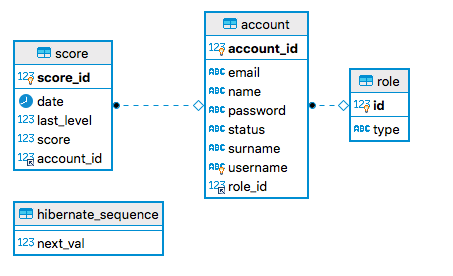 score
123 score_id
date
123 last_level
123 score
123 account_id
account
123 account_id
ABC email
ABC name
ABC password
ABC status
ABC surname
ABC username
123 role_id
role
123 id
ABC type
hibernate_sequence
123 next_val